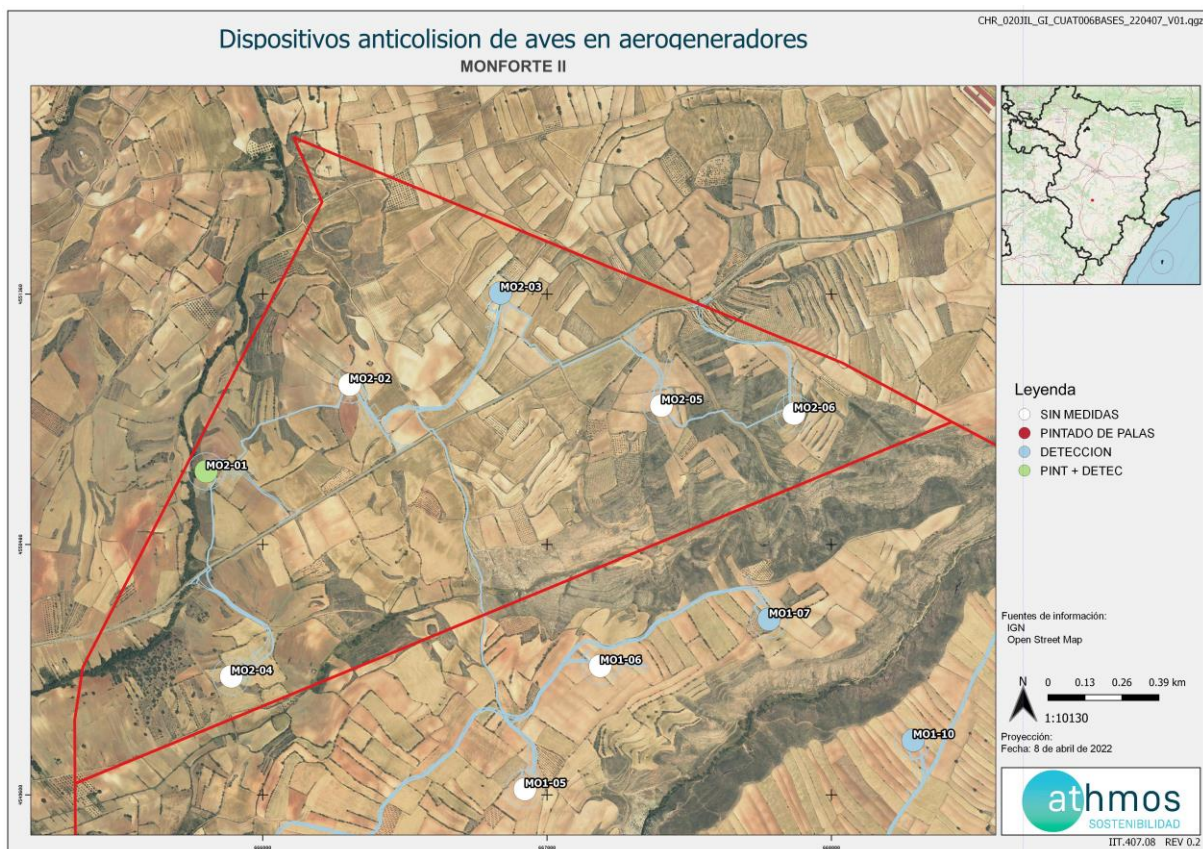 CHR_020JIL_GI_CUAT006BASES_220407_V01.qgz
Dispositivos anticolision de aves en aerogeneradores
MONFORTE II
MO2-03
MO2-02
MO2-05
MO2-06
MO2-01
MO2-04
MO1-07
MO1-06
MO1-10
MO1-05
666000
667000
668000
Leyenda
SIN MEDIDAS
PINTADO DE PALAS
DETECCION
PINT + DETEC
Fuentes de información:
IGN
Open Street Map
N
0 0.13 0.26 0.39 km
1:10130
Proyección:
Fecha: 8 de abril de 2022
athmos
SOSTENIBILIDAD
IIT.407.08 REV 0.2